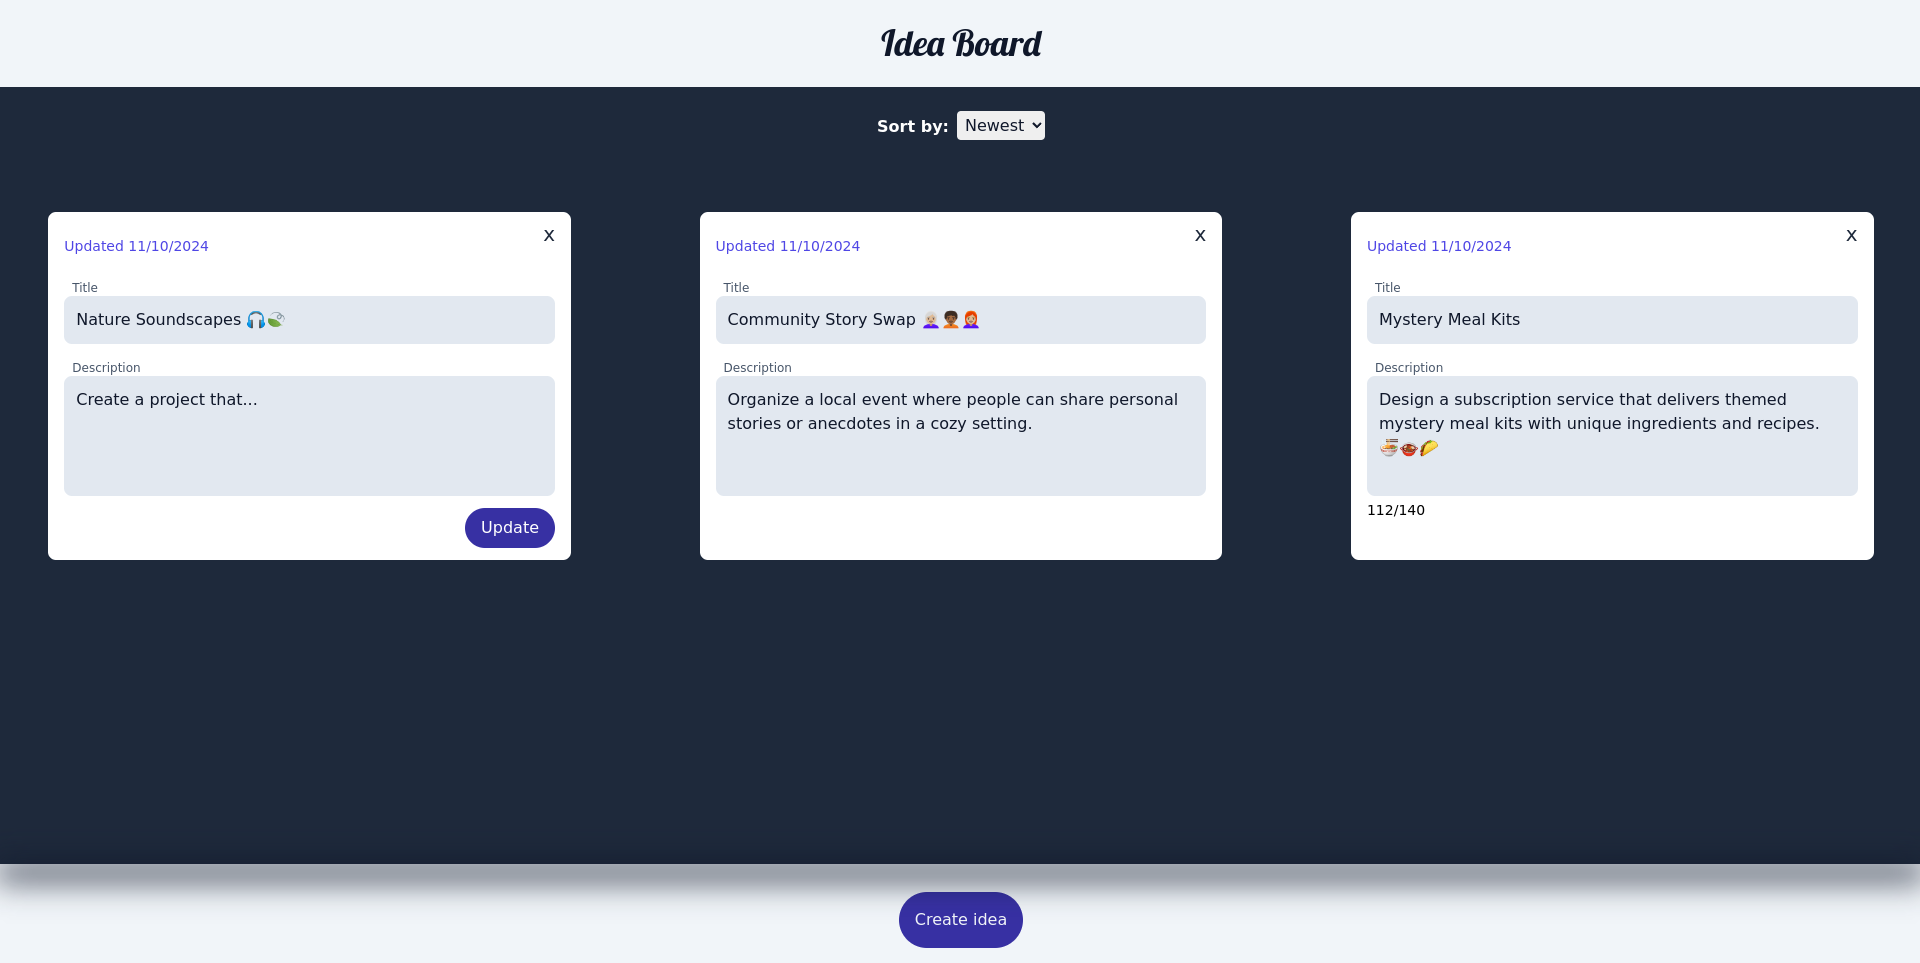 Idea Board
Sort by: Newest
x
Updated 11/10/2024
Title
Nature Soundscapes 🎧🍃
Description
Create a project that...
Update
x
Updated 11/10/2024
Title
Community Story Swap 👩🏼‍🦳🧑🏾‍🦱👩🏼‍🦰
Description
Organize a local event where people can share personal
stories or anecdotes in a cozy setting.
x
Updated 11/10/2024
Title
Mystery Meal Kits
Description
Design a subscription service that delivers themed
mystery meal kits with unique ingredients and recipes.
🍜🍲🌮
112/140
Create idea